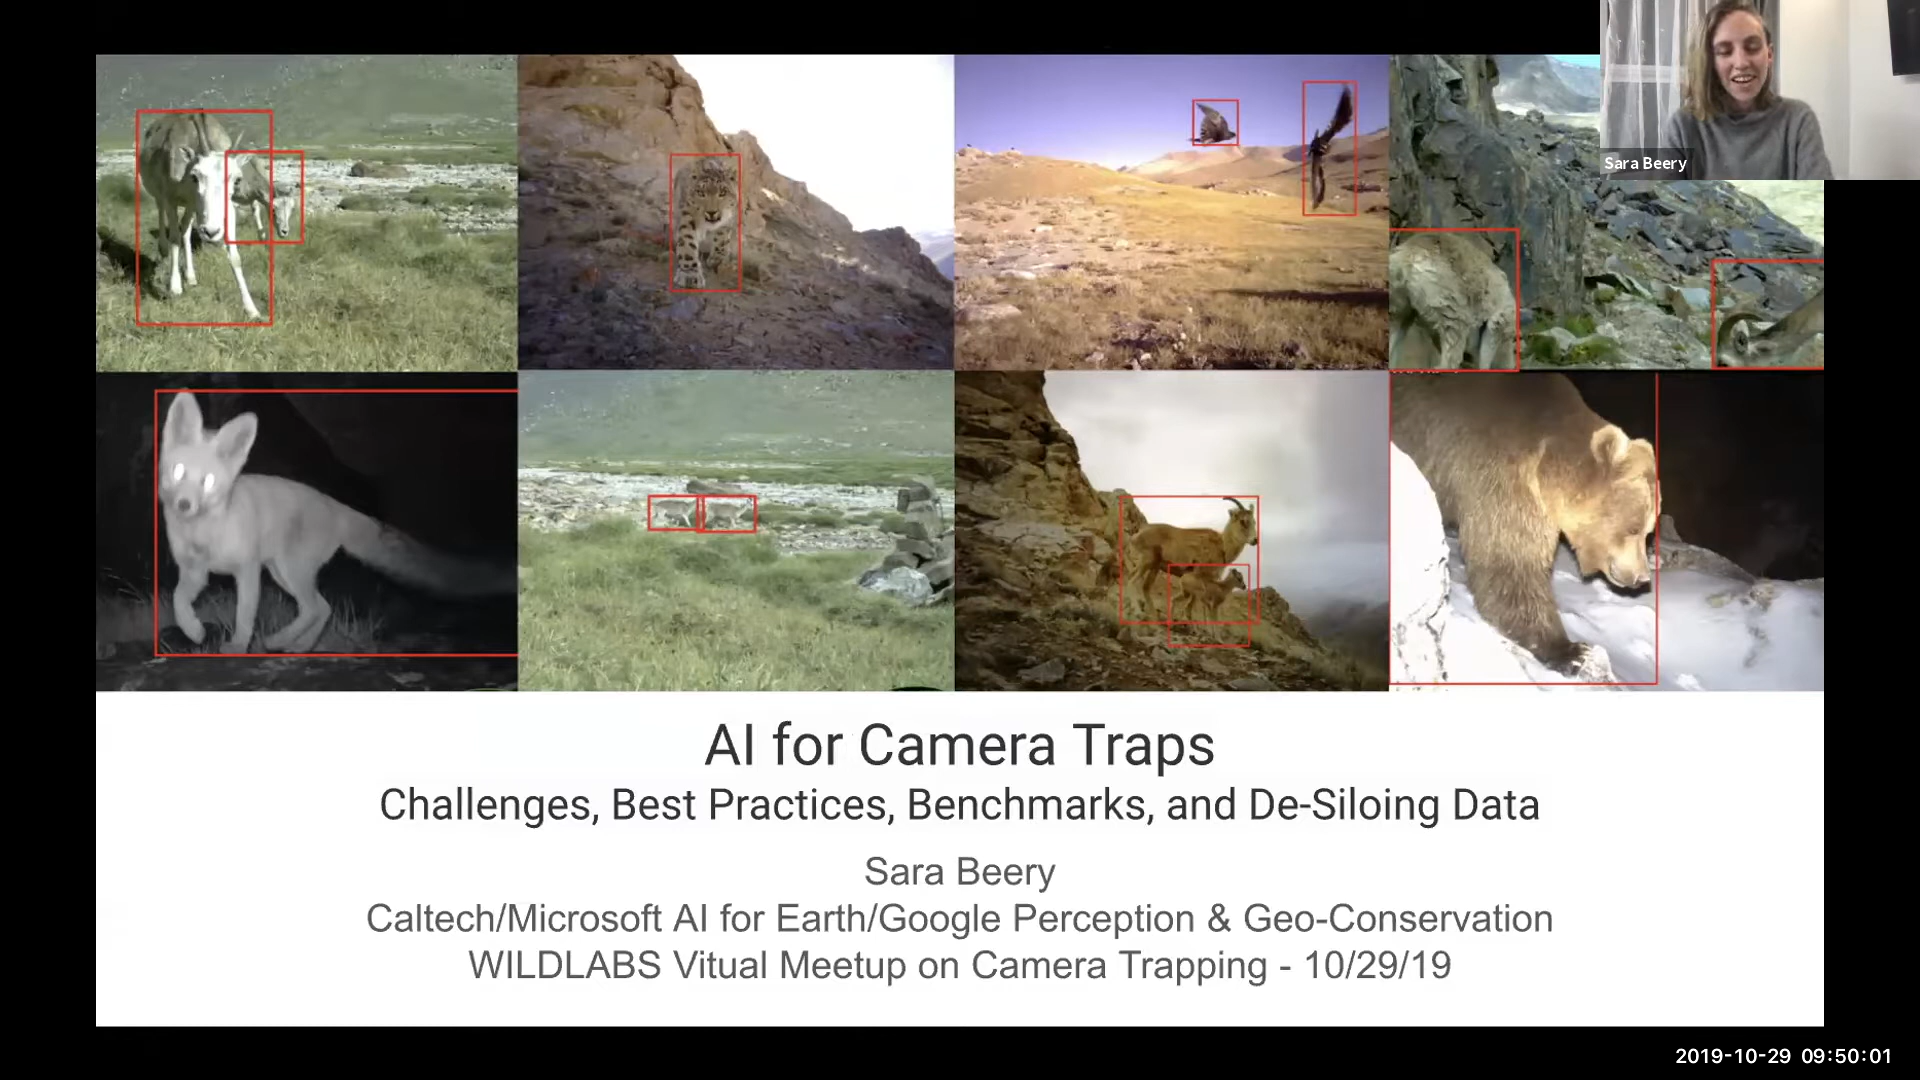 Sara Beery
AI for Camera Traps
Challenges, Best Practices, Benchmarks, and De-Siloing Data
Sara Beery
Caltech/Microsoft AI for Earth/Google Perception & Geo-Conservation
WILDLABS Vitual Meetup on Camera Trapping - 10/29/19
2019-10-29 09:50:01